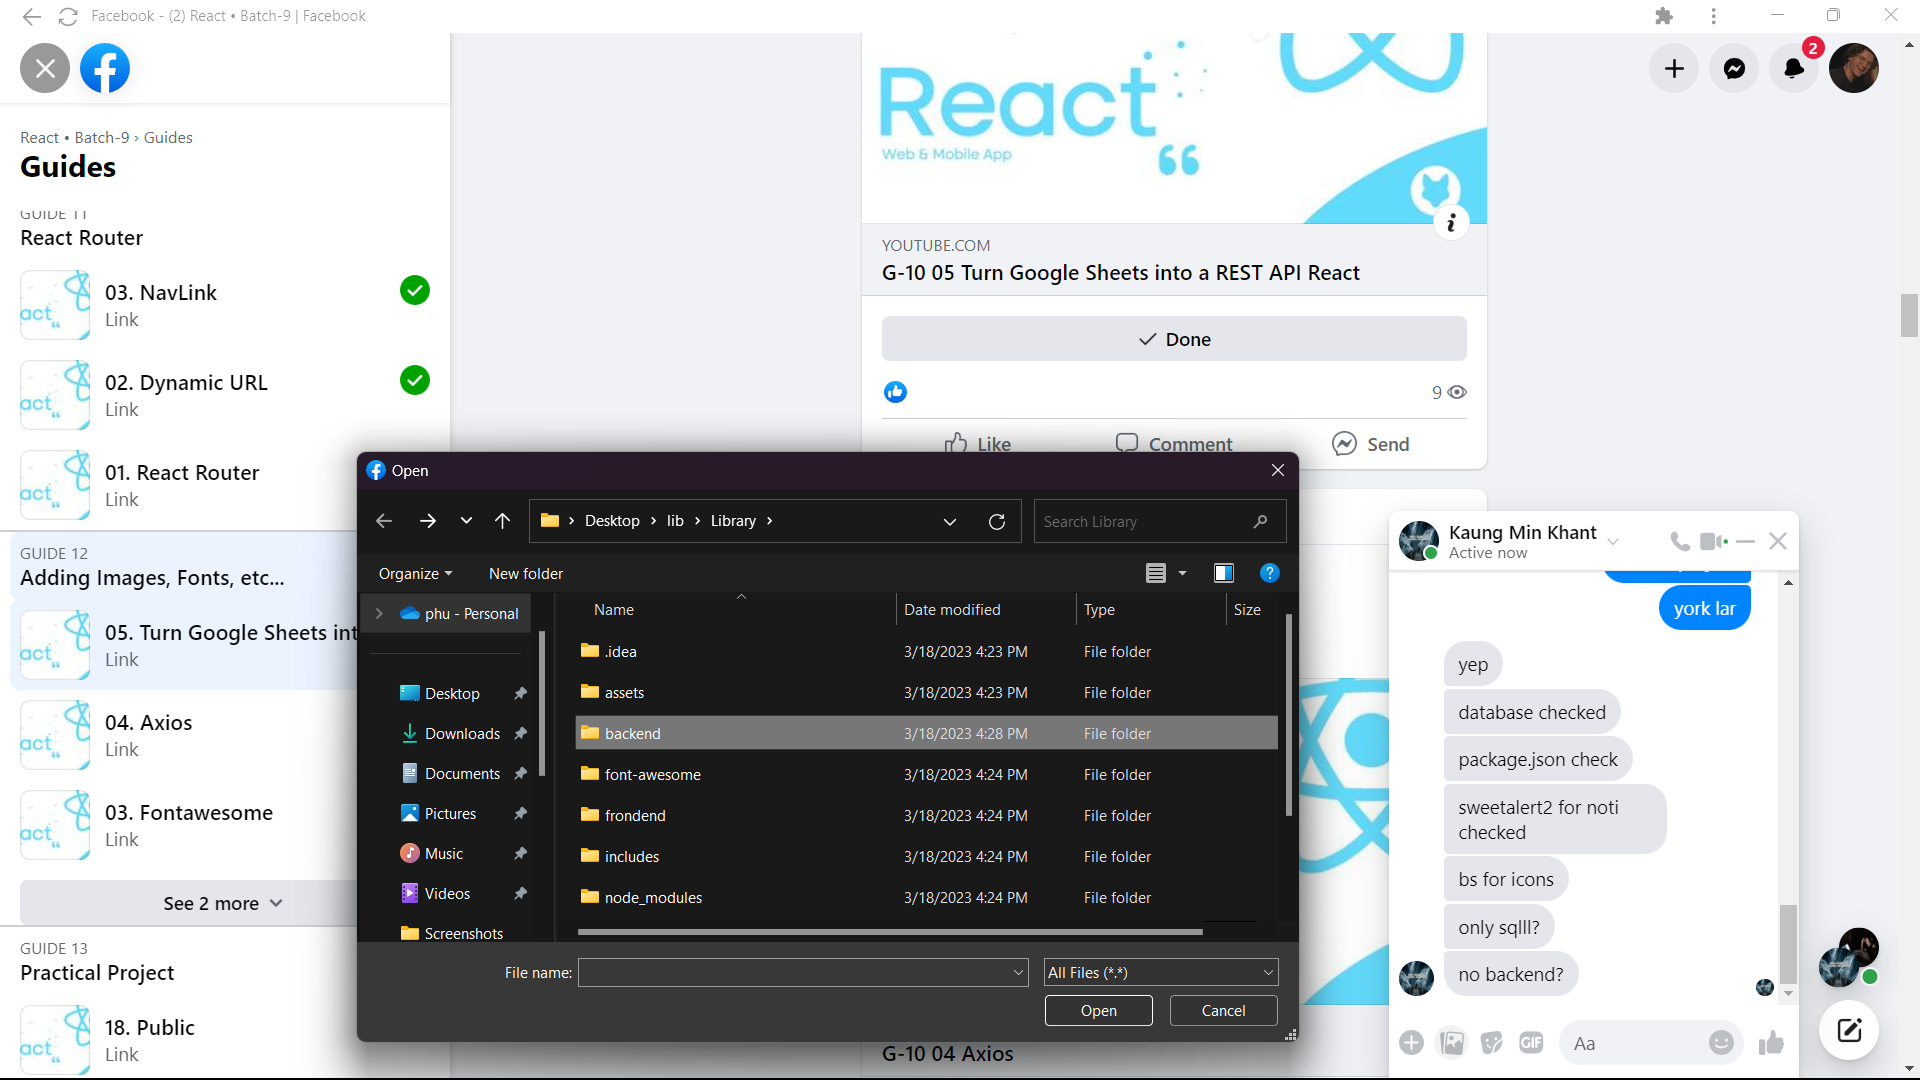 Facebook - (2) React • Batch-9 | Facebook
React • Batch-9 › Guides
Guides
GUIDE 11
React Router
act
03. NavLink
Link
act
02. Dynamic URL
Link
act
01. React Router
Link
GUIDE 12
Adding Images, Fonts, etc...
act
05. Turn Google Sheets int
Link
act
04. Axios
Link
act
03. Fontawesome
Link
See 2 more
GUIDE 13
Practical Project
act
18. Public
Link
React
Web & Mobile App
YOUTUBE.COM
G-10 05 Turn Google Sheets into a REST API React
Done
9
Like
Comment
Send
G-10 04 Axios
2
Open
Desktop › lib › Library ›
Search Library
Organize
New folder
phu - Personal
Desktop
Downloads
Documents
Pictures
Music
Videos
Screenshots
Name Date modified Type Size
.idea 3/18/2023 4:23 PM File folder
assets 3/18/2023 4:23 PM File folder
backend 3/18/2023 4:28 PM File folder
font-awesome 3/18/2023 4:24 PM File folder
frondend 3/18/2023 4:24 PM File folder
includes 3/18/2023 4:24 PM File folder
node_modules 3/18/2023 4:24 PM File folder
File name:
All Files (*.*)
Open
Cancel
Kaung Min Khant
Active now
york lar
yep
database checked
package.json check
sweetalert2 for noti
checked
bs for icons
only sqlll?
no backend?
GIF
Aa